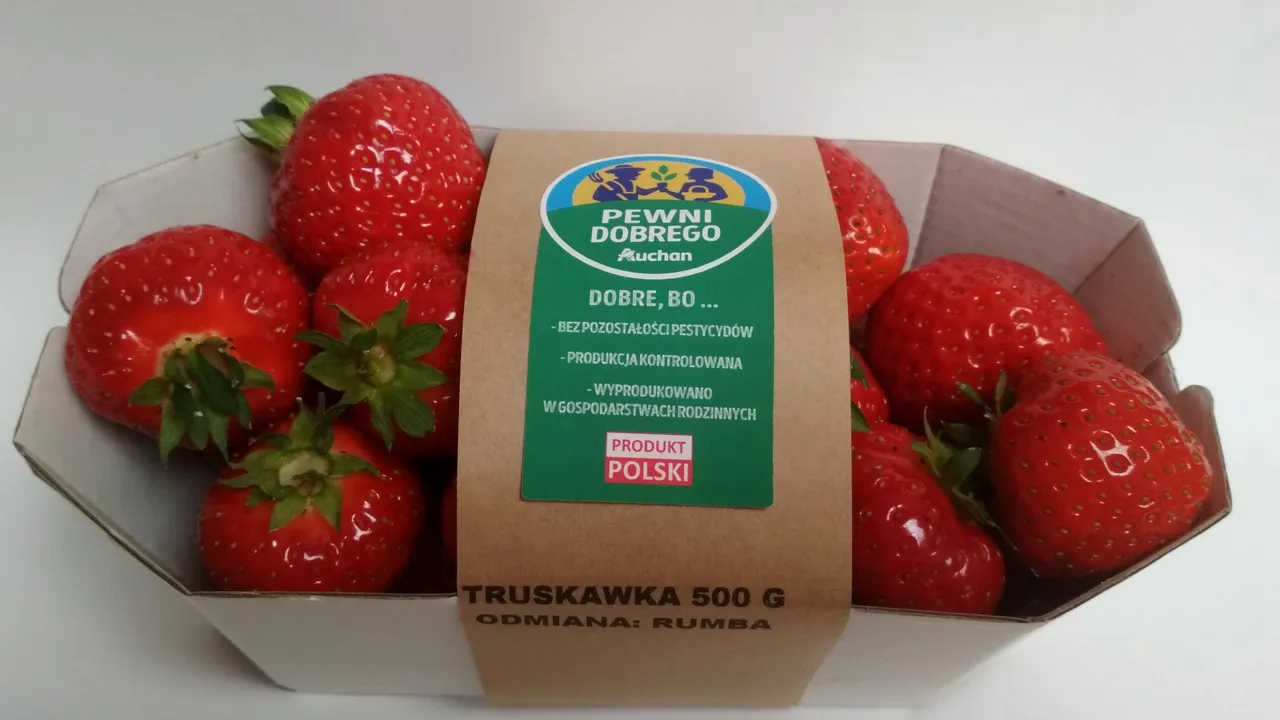 PEWNI
DOBREGO
Auchan
DOBRE, BO ...
- BEZ POZOSTAŁOŚCI PESTYCYDÓW
- PRODUKCJA KONTROLOWANA
- WYPRODUKOWANO
W GOSPODARSTWACH RODZINNYCH
PRODUKT
POLSKI
TRUSKAWKA 500 G
ODMIANA: RUMBA